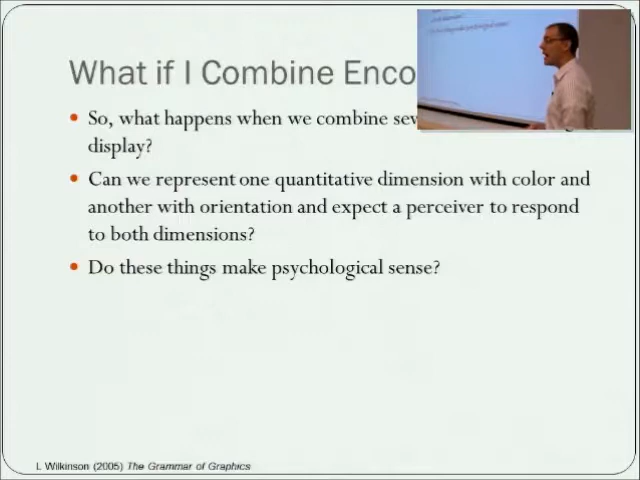 What if I Combine Enco
• So, what happens when we combine sev
display?
• Can we represent one quantitative dimension with color and
another with orientation and expect a perceiver to respond
to both dimensions?
• Do these things make psychological sense?
L Wilkinson (2005) The Grammar of Graphics